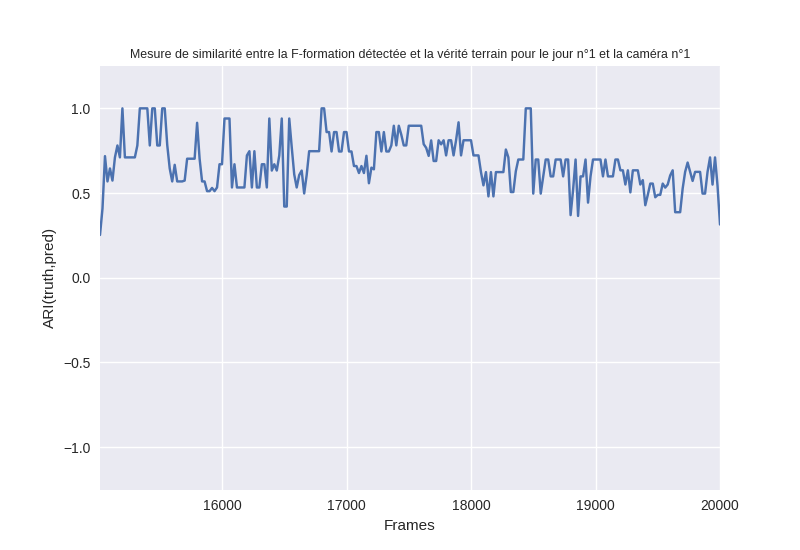 Mesure de similarité entre la F-formation détectée et la vérité terrain pour le jour n°1 et la caméra n°1
1.0
0.5
0.0
−0.5
−1.0
ARI(truth,pred)
16000 17000 18000 19000 20000
Frames